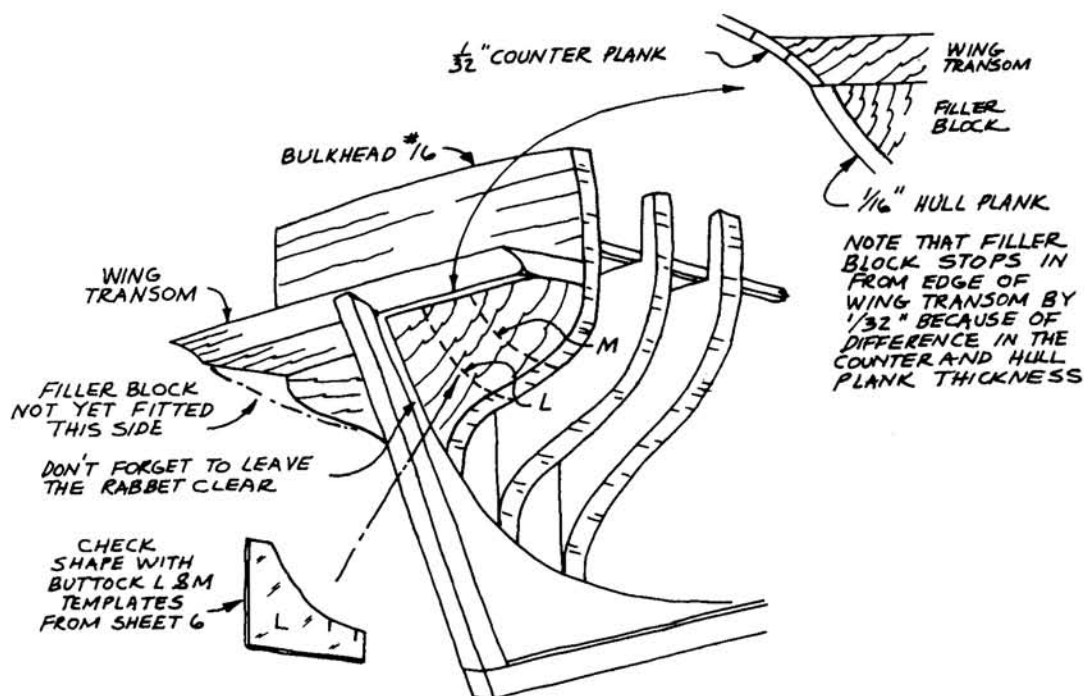 1/32" COUNTER PLANK
WING
TRANSOM
FILLER
BLOCK
BULKHEAD #16
1/16" HULL PLANK
NOTE THAT FILLER
BLOCK STOPS IN
FROM EDGE OF
WING TRANSOM BY
1/32" BECAUSE OF
DIFFERENCE IN THE
COUNTER AND HULL
PLANK THICKNESS
WING
TRANSOM
M
L
FILLER BLOCK
NOT YET FITTED
THIS SIDE
DON'T FORGET TO LEAVE
THE RABBET CLEAR
CHECK
SHAPE WITH
BUTTOCK L & M
TEMPLATES
FROM SHEET 6
L